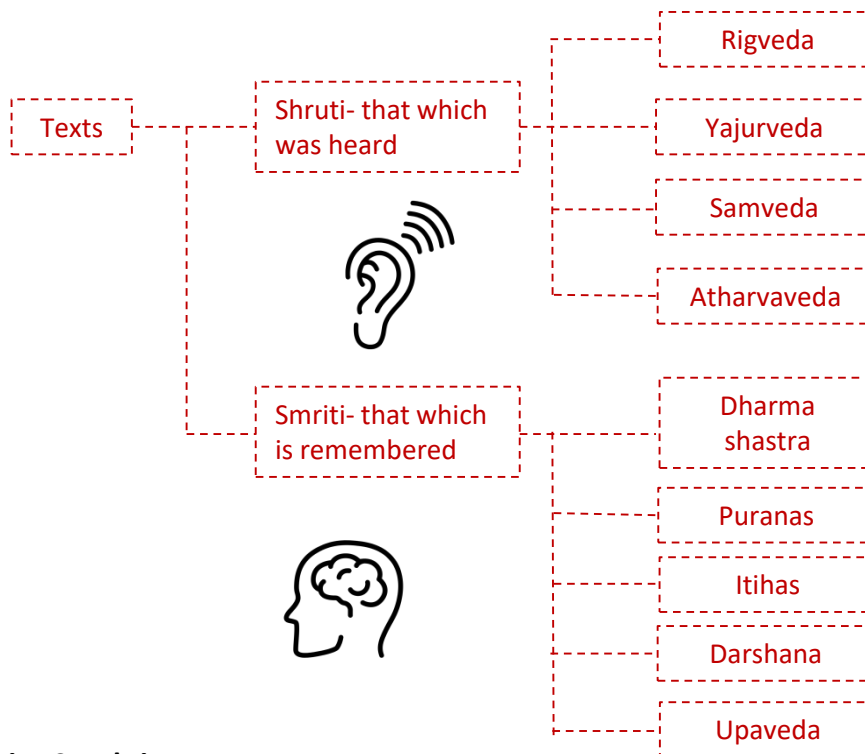 Texts
Shruti- that which
was heard
Rigveda
Yajurveda
Samveda
Atharvaveda
Smriti- that which
is remembered
Dharma
shastra
Puranas
Itihas
Darshana
Upaveda